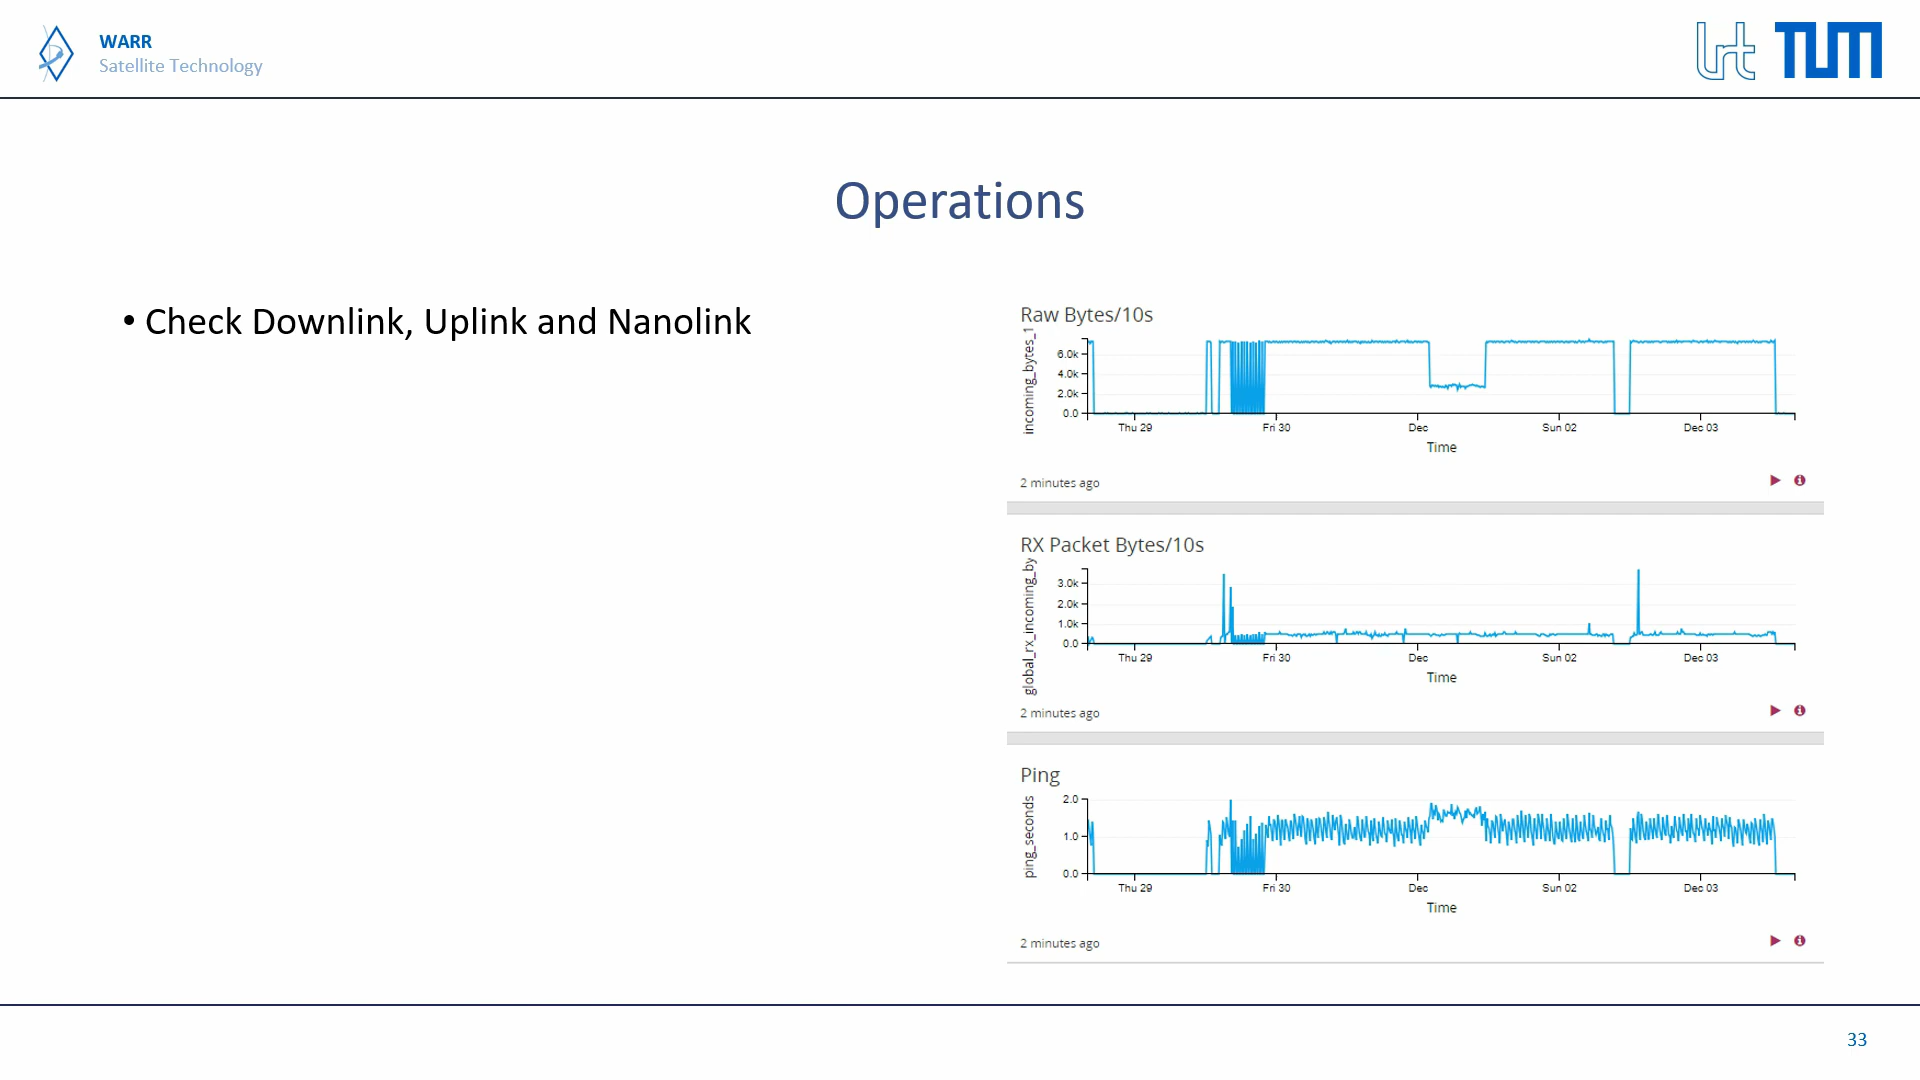 WARR
Satellite Technology
lrt TUM
Operations
• Check Downlink, Uplink and Nanolink
Raw Bytes/10s
incoming_bytes_1
6.0k
4.0k
2.0k
0.0
Thu 29 Fri 30 Dec Sun 02 Dec 03
Time
2 minutes ago
RX Packet Bytes/10s
global_rx_incoming_by
3.0k
2.0k
1.0k
0.0
Thu 29 Fri 30 Dec Sun 02 Dec 03
Time
2 minutes ago
Ping
ping_seconds
2.0
1.0
0.0
Thu 29 Fri 30 Dec Sun 02 Dec 03
Time
2 minutes ago
33